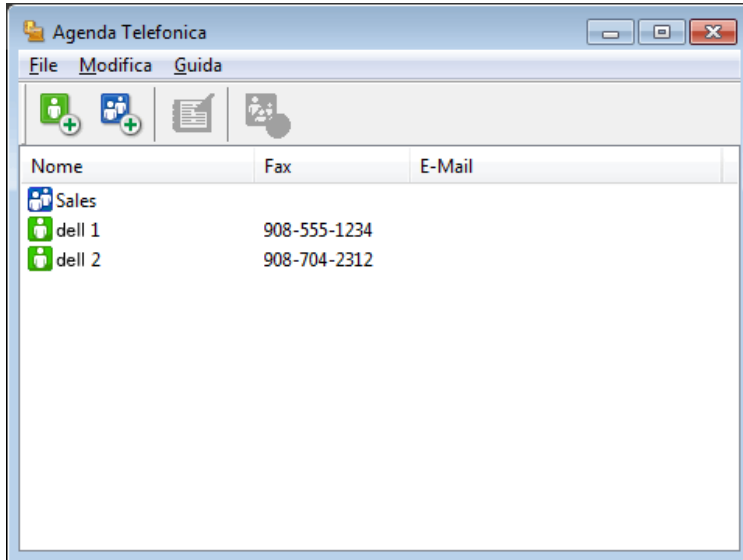 Agenda Telefonica
File Modifica Guida
Nome Fax E-Mail
Sales
dell 1 908-555-1234
dell 2 908-704-2312